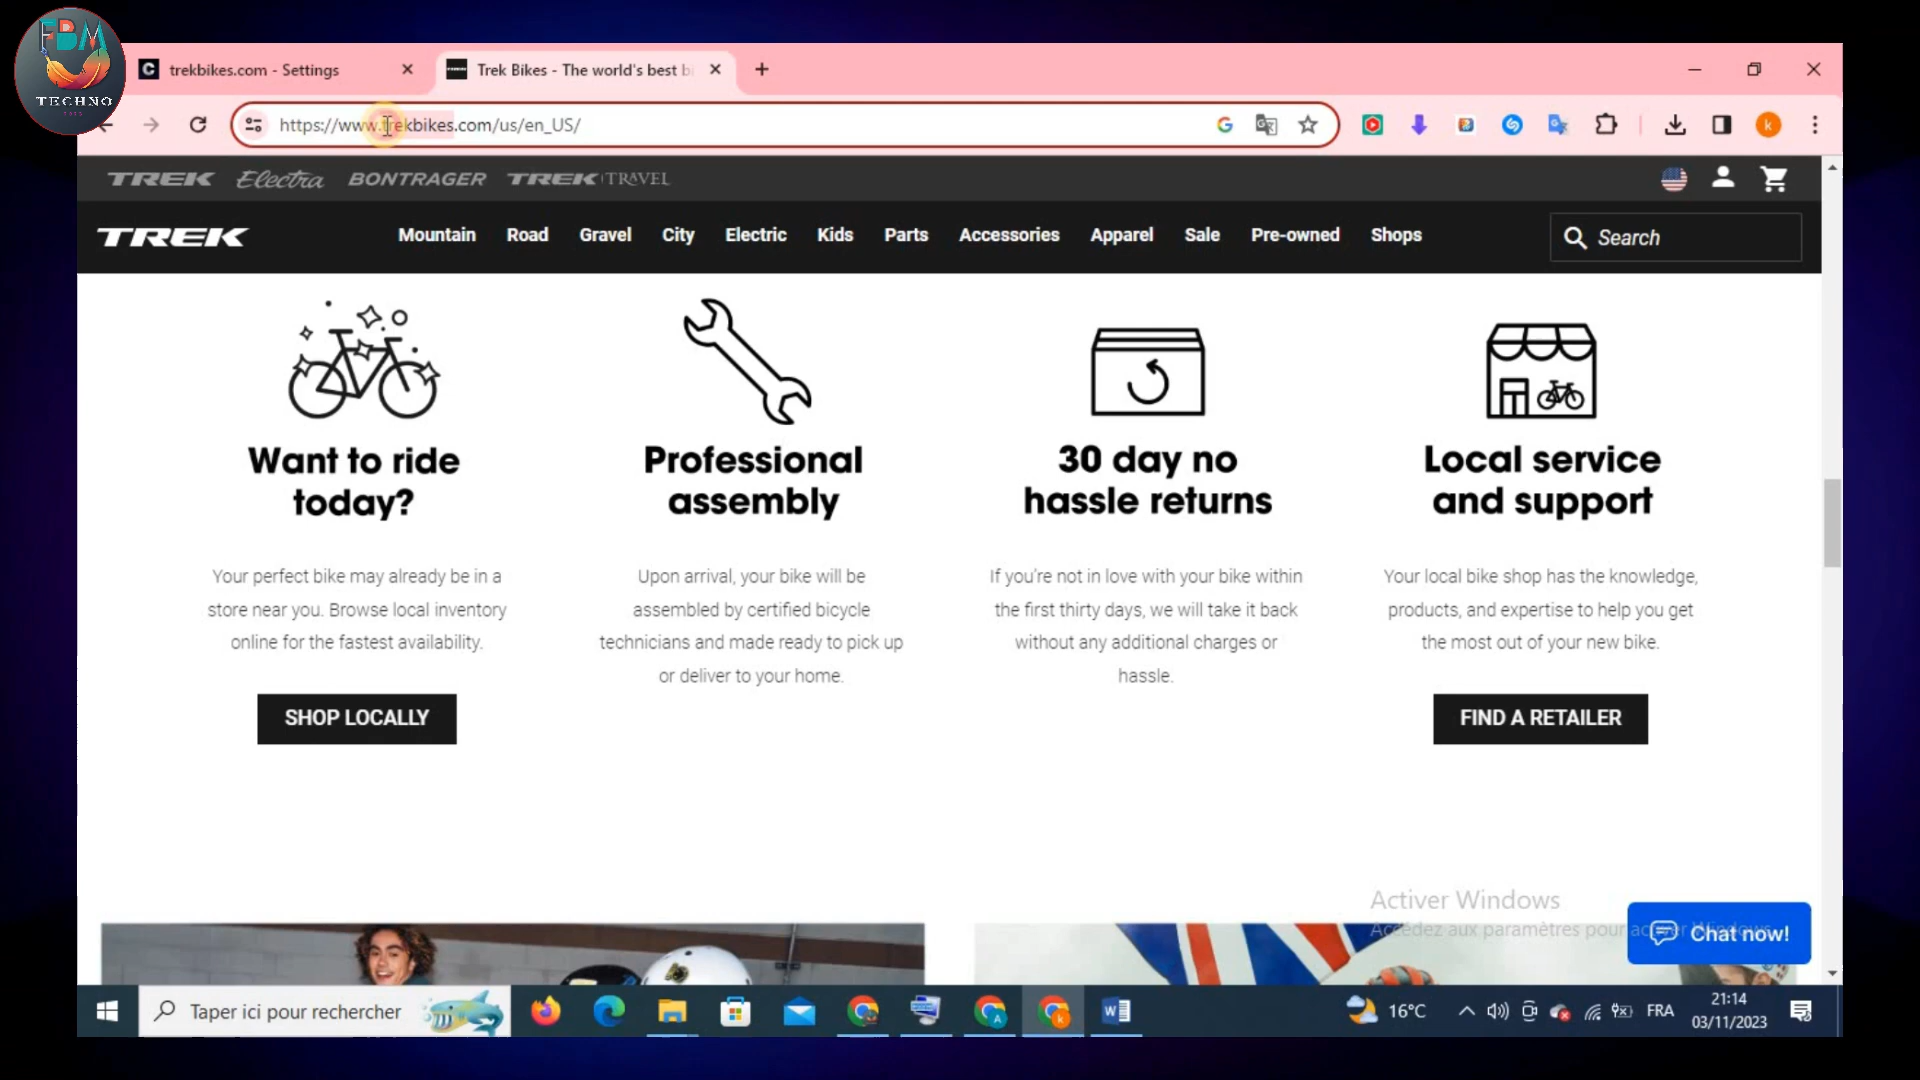 FBM
TECHNO
trekbikes.com - Settings
Trek Bikes - The world's best b
https://www.trekbikes.com/us/en_US/
TREK Electra BONTRAGER TREK TRAVEL
TREK
Mountain Road Gravel City Electric Kids Parts Accessories Apparel Sale Pre-owned Shops
Search
Want to ride
today?
Your perfect bike may already be in a
store near you. Browse local inventory
online for the fastest availability.
SHOP LOCALLY
Professional
assembly
Upon arrival, your bike will be
assembled by certified bicycle
technicians and made ready to pick up
or deliver to your home.
30 day no
hassle returns
If you're not in love with your bike within
the first thirty days, we will take it back
without any additional charges or
hassle.
Local service
and support
Your local bike shop has the knowledge,
products, and expertise to help you get
the most out of your new bike.
FIND A RETAILER
Activer Windows
Accédez aux paramètres pour activer Windows.
Chat now!
Taper ici pour rechercher
16°C
FRA
21:14
03/11/2023